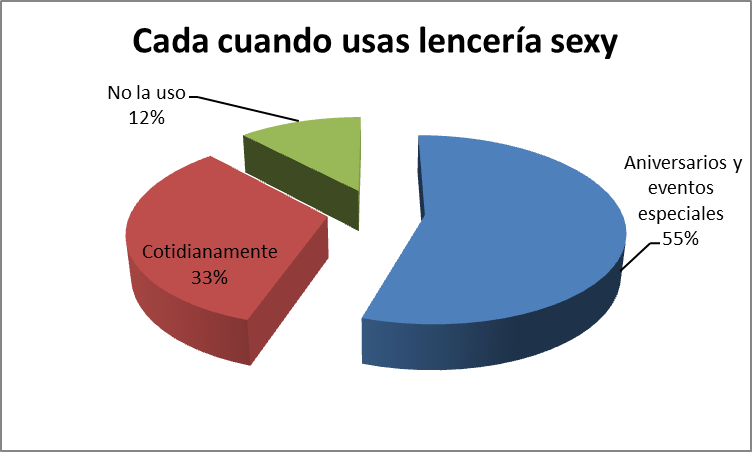 Cada cuando usas lencería sexy
No la uso
12%
Aniversarios y
eventos
especiales
55%
Cotidianamente
33%